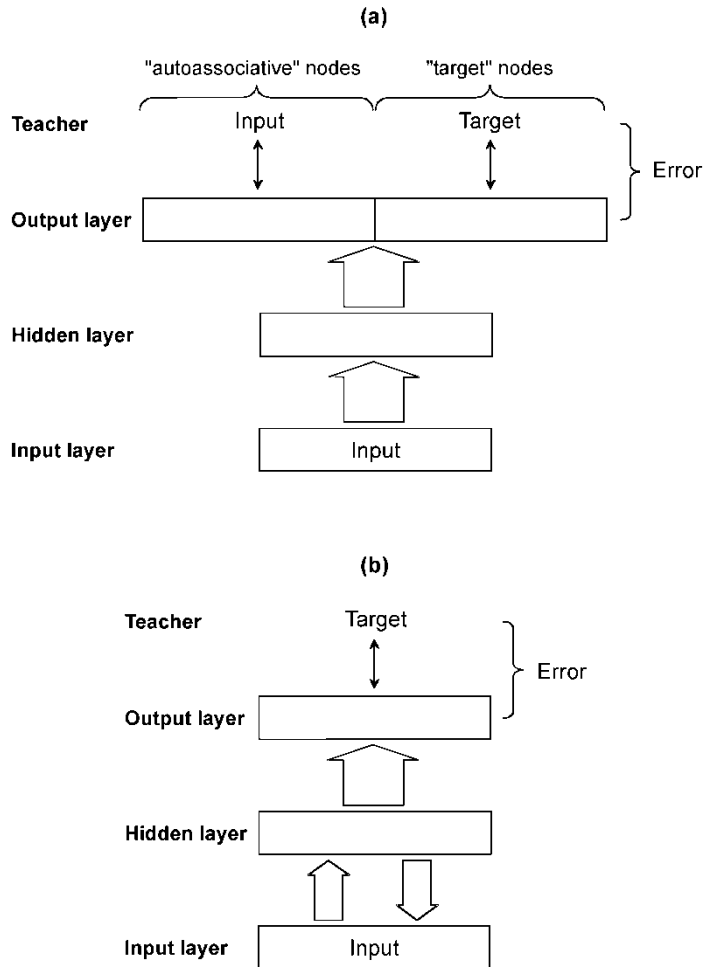 (a)
"autoassociative" nodes ”target" nodes
Teacher Input Target
Error
Output layer
Hidden layer
Input layer Input
(b)
Teacher Target
Error
Output layer
Hidden layer
Input layer Input